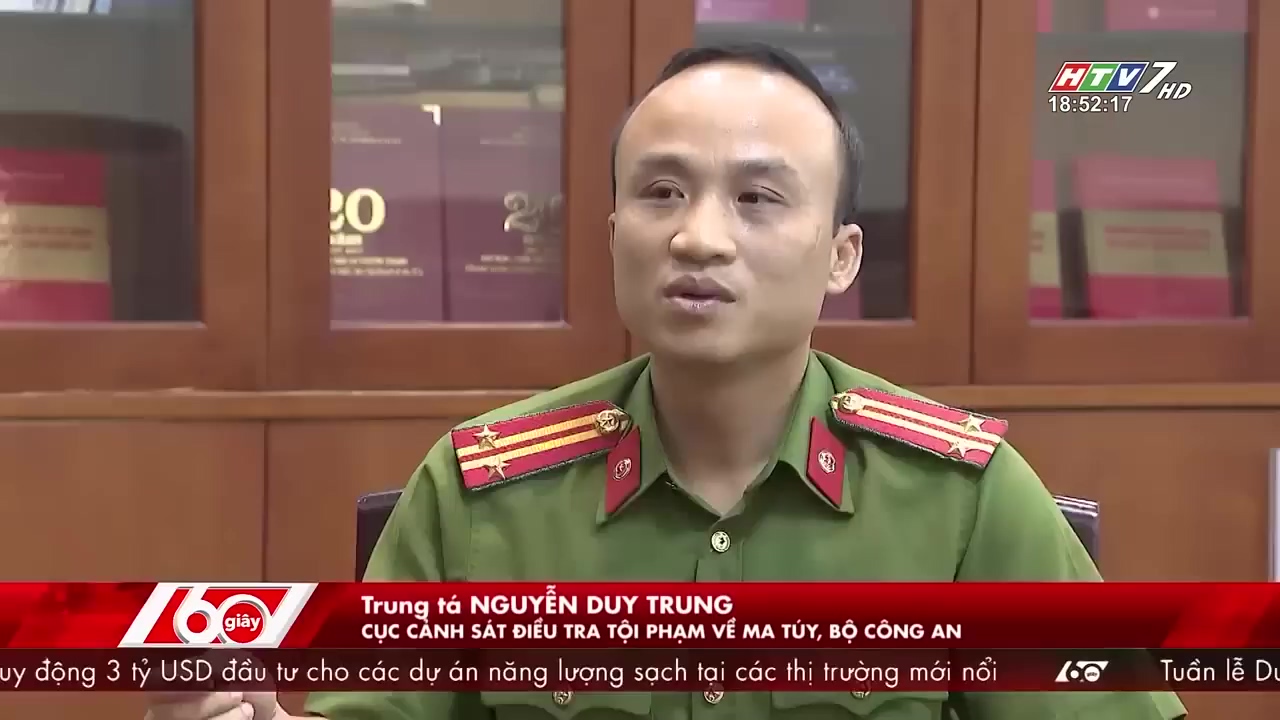 HTV7 HD
18:52:17
20
20
60 giây
Trung tá NGUYỄN DUY TRUNG
CỤC CẢNH SÁT ĐIỀU TRA TỘI PHẠM VỀ MA TÚY, BỘ CÔNG AN
uy động 3 tỷ USD đầu tư cho các dự án năng lượng sạch tại các thị trường mới nổi 60 giây Tuần lễ Du